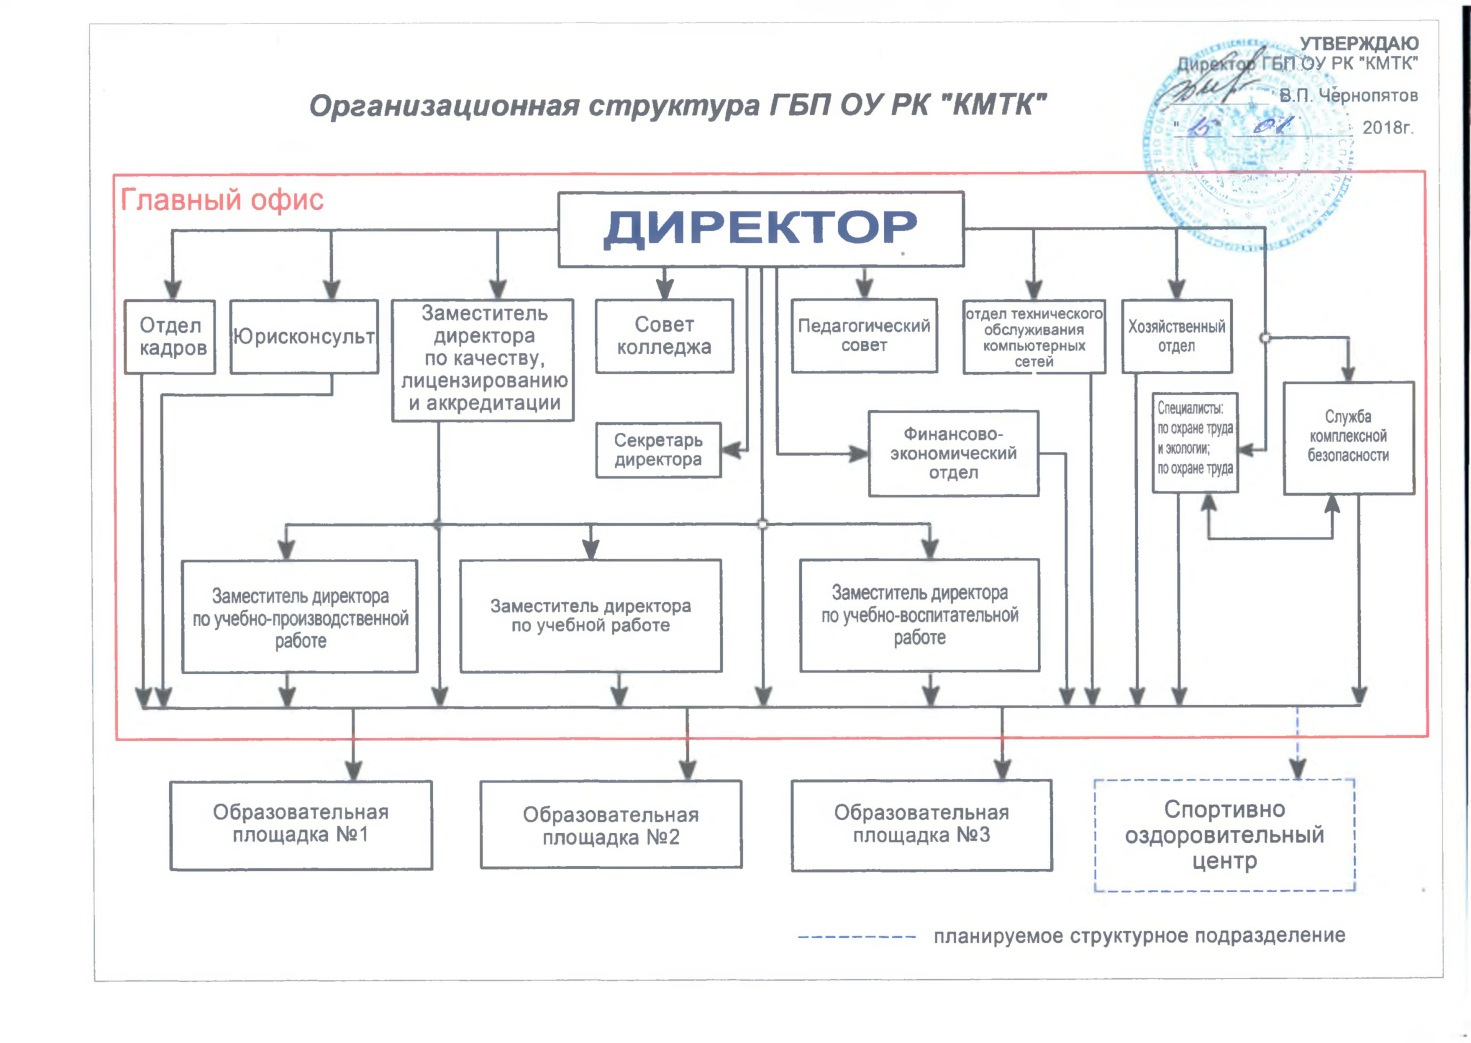 УТВЕРЖДАЮ
Директор ГБП ОУ РК "КМТК"
В.П. Чернопятов
"15" 01 2018г.
Организационная структура ГБП ОУ РК "КМТК"
Главный офис
ДИРЕКТОР
Отдел
кадров
Юрисконсульт
Заместитель
директора
по качеству,
лицензированию
и аккредитации
Совет
колледжа
Педагогический
совет
отдел технического
обслуживания
компьютерных
сетей
Хозяйственный
отдел
Секретарь
директора
Финансово-
экономический
отдел
Специалисты:
по охране труда
и экологии;
по охране труда
Служба
комплексной
безопасности
Заместитель директора
по учебно-производственной
работе
Заместитель директора
по учебной работе
Заместитель директора
по учебно-воспитательной
работе
Образовательная
площадка №1
Образовательная
площадка №2
Образовательная
площадка №3
Спортивно
оздоровительный
центр
планируемое структурное подразделение